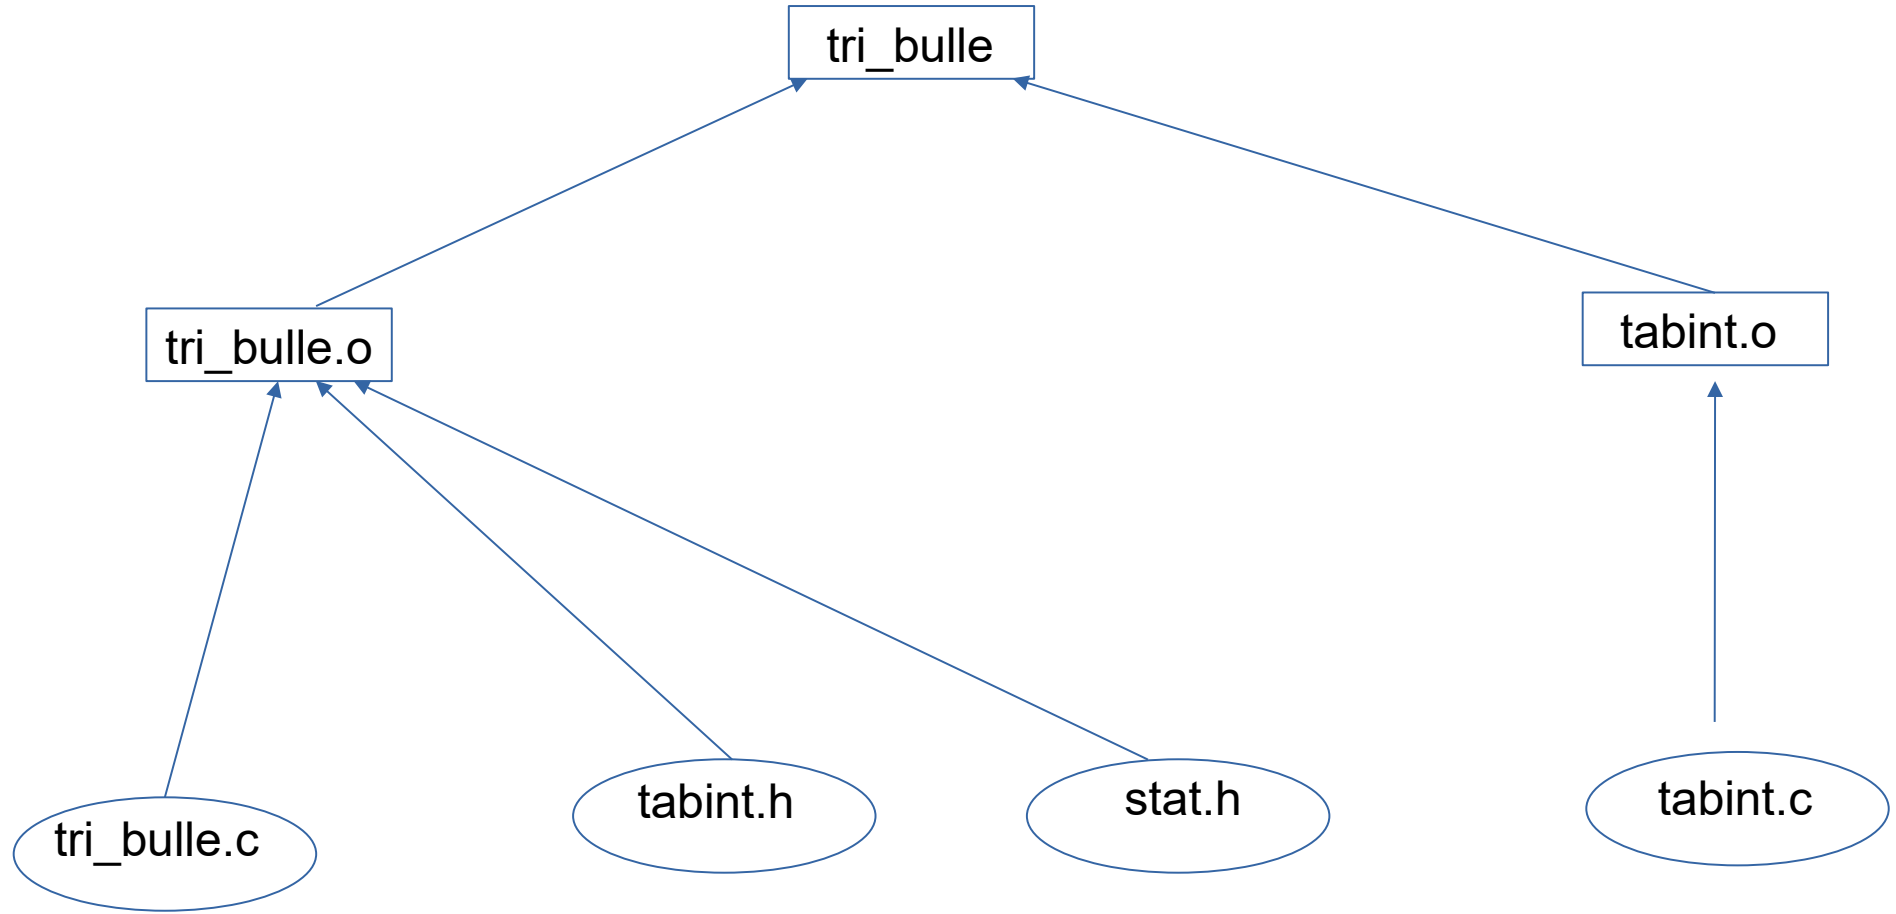 tri_bulle
tri_bulle.o
tabint.o
tri_bulle.c
tabint.h
stat.h
tabint.c